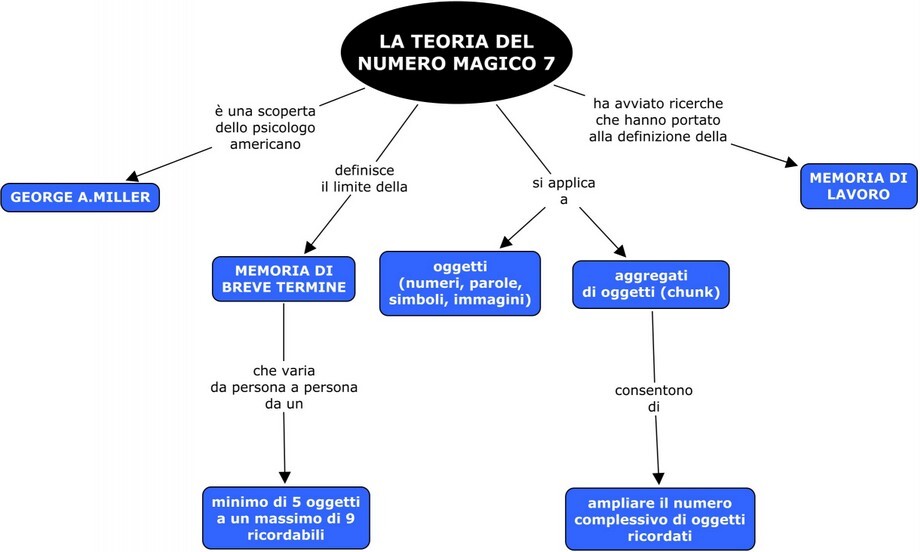 LA TEORIA DEL
NUMERO MAGICO 7
è una scoperta
dello psicologo
americano
GEORGE A.MILLER
definisce
il limite della
MEMORIA DI
BREVE TERMINE
che varia
da persona a persona
da un
minimo di 5 oggetti
a un massimo di 9
ricordabili
si applica
a
oggetti
(numeri, parole,
simboli, immagini)
aggregati
di oggetti (chunk)
consentono
di
ampliare il numero
complessivo di oggetti
ricordati
ha avviato ricerche
che hanno portato
alla definizione della
MEMORIA DI
LAVORO